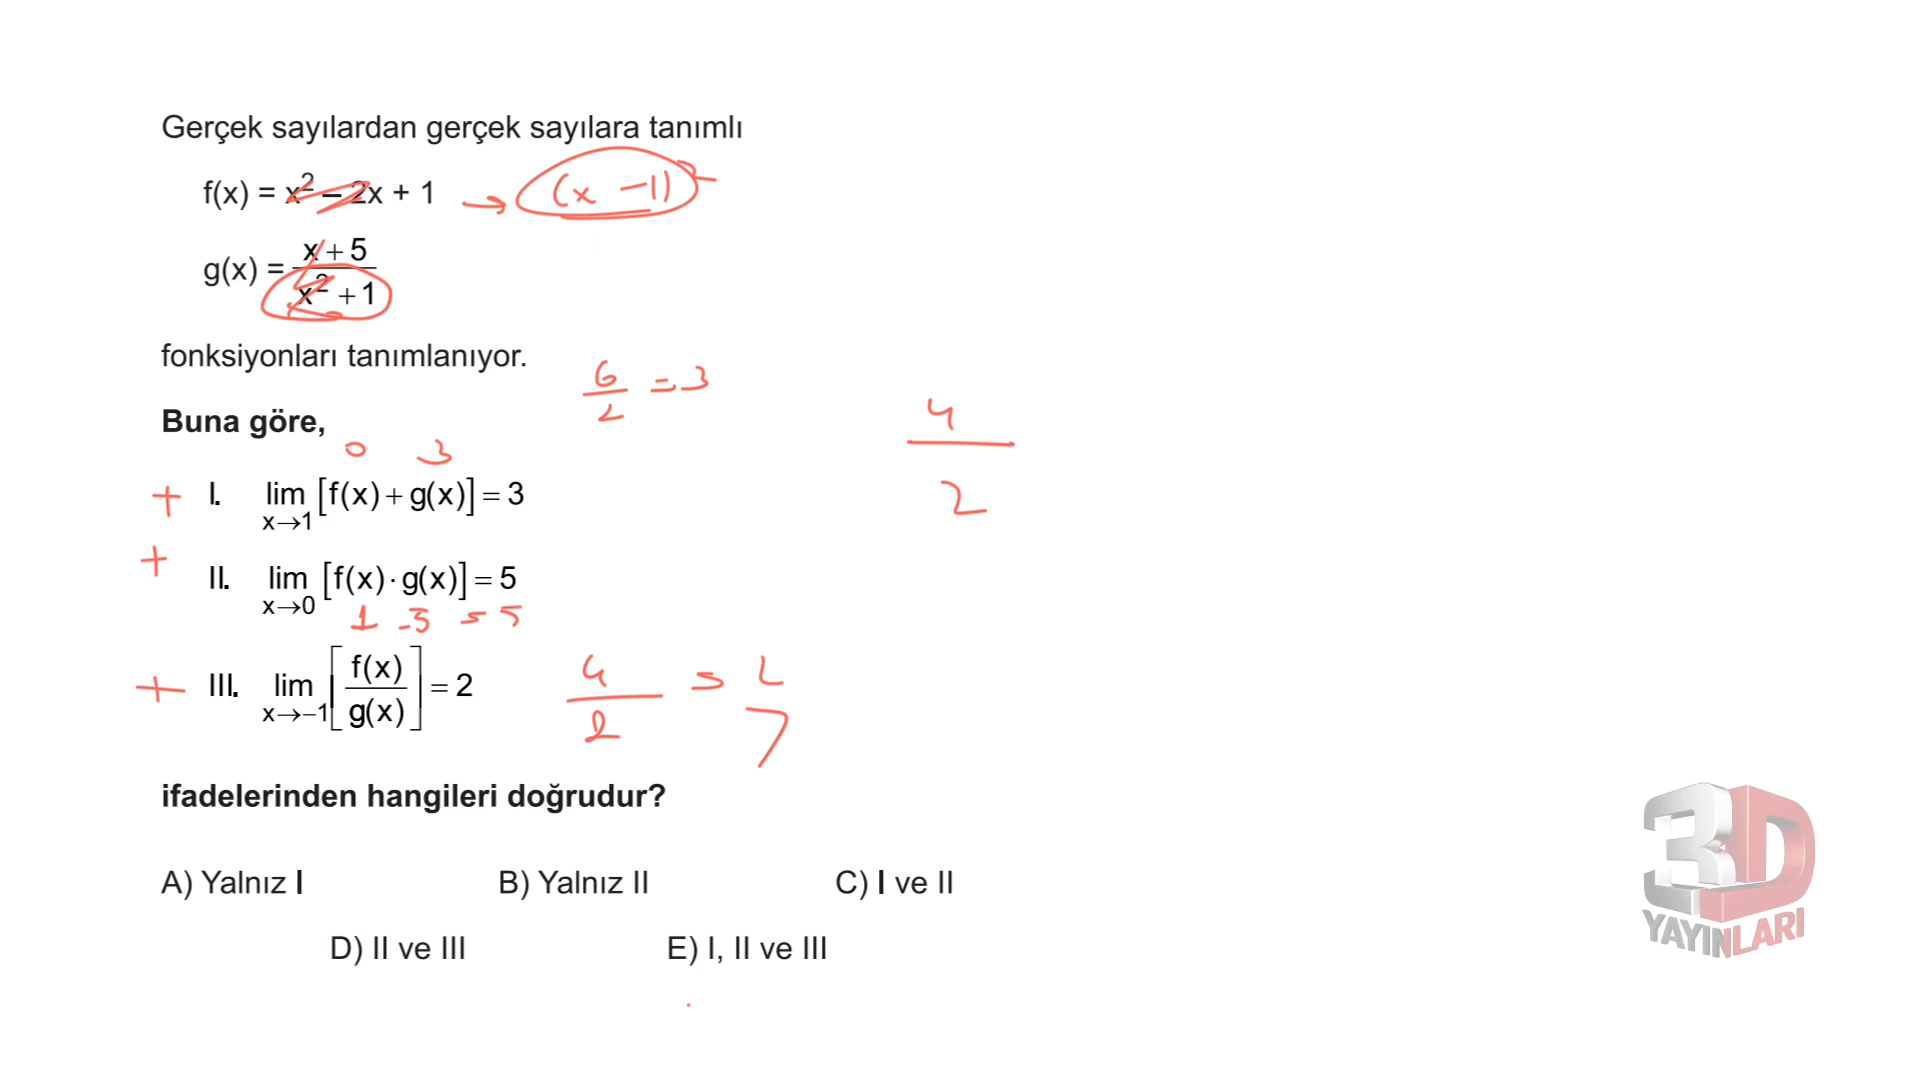 Gerçek sayılardan gerçek sayılara tanımlı
f(x) = x² – 2x + 1 → (x – 1)²
g(x) = (x + 5)/(x² + 1)
fonksiyonları tanımlanıyor.
6/2 = 3
Buna göre,
4/2
0 3
+ I. lim x→1 [f(x) + g(x)] = 3
+ II. lim x→0 [f(x) · g(x)] = 5
1 . 5 = 5
+ III. lim x→–1 [f(x)/g(x)] = 2
4/2 =
ifadelerinden hangileri doğrudur?
A) Yalnız I B) Yalnız II C) I ve II
D) II ve III E) I, II ve III
3D
YAYINLARI